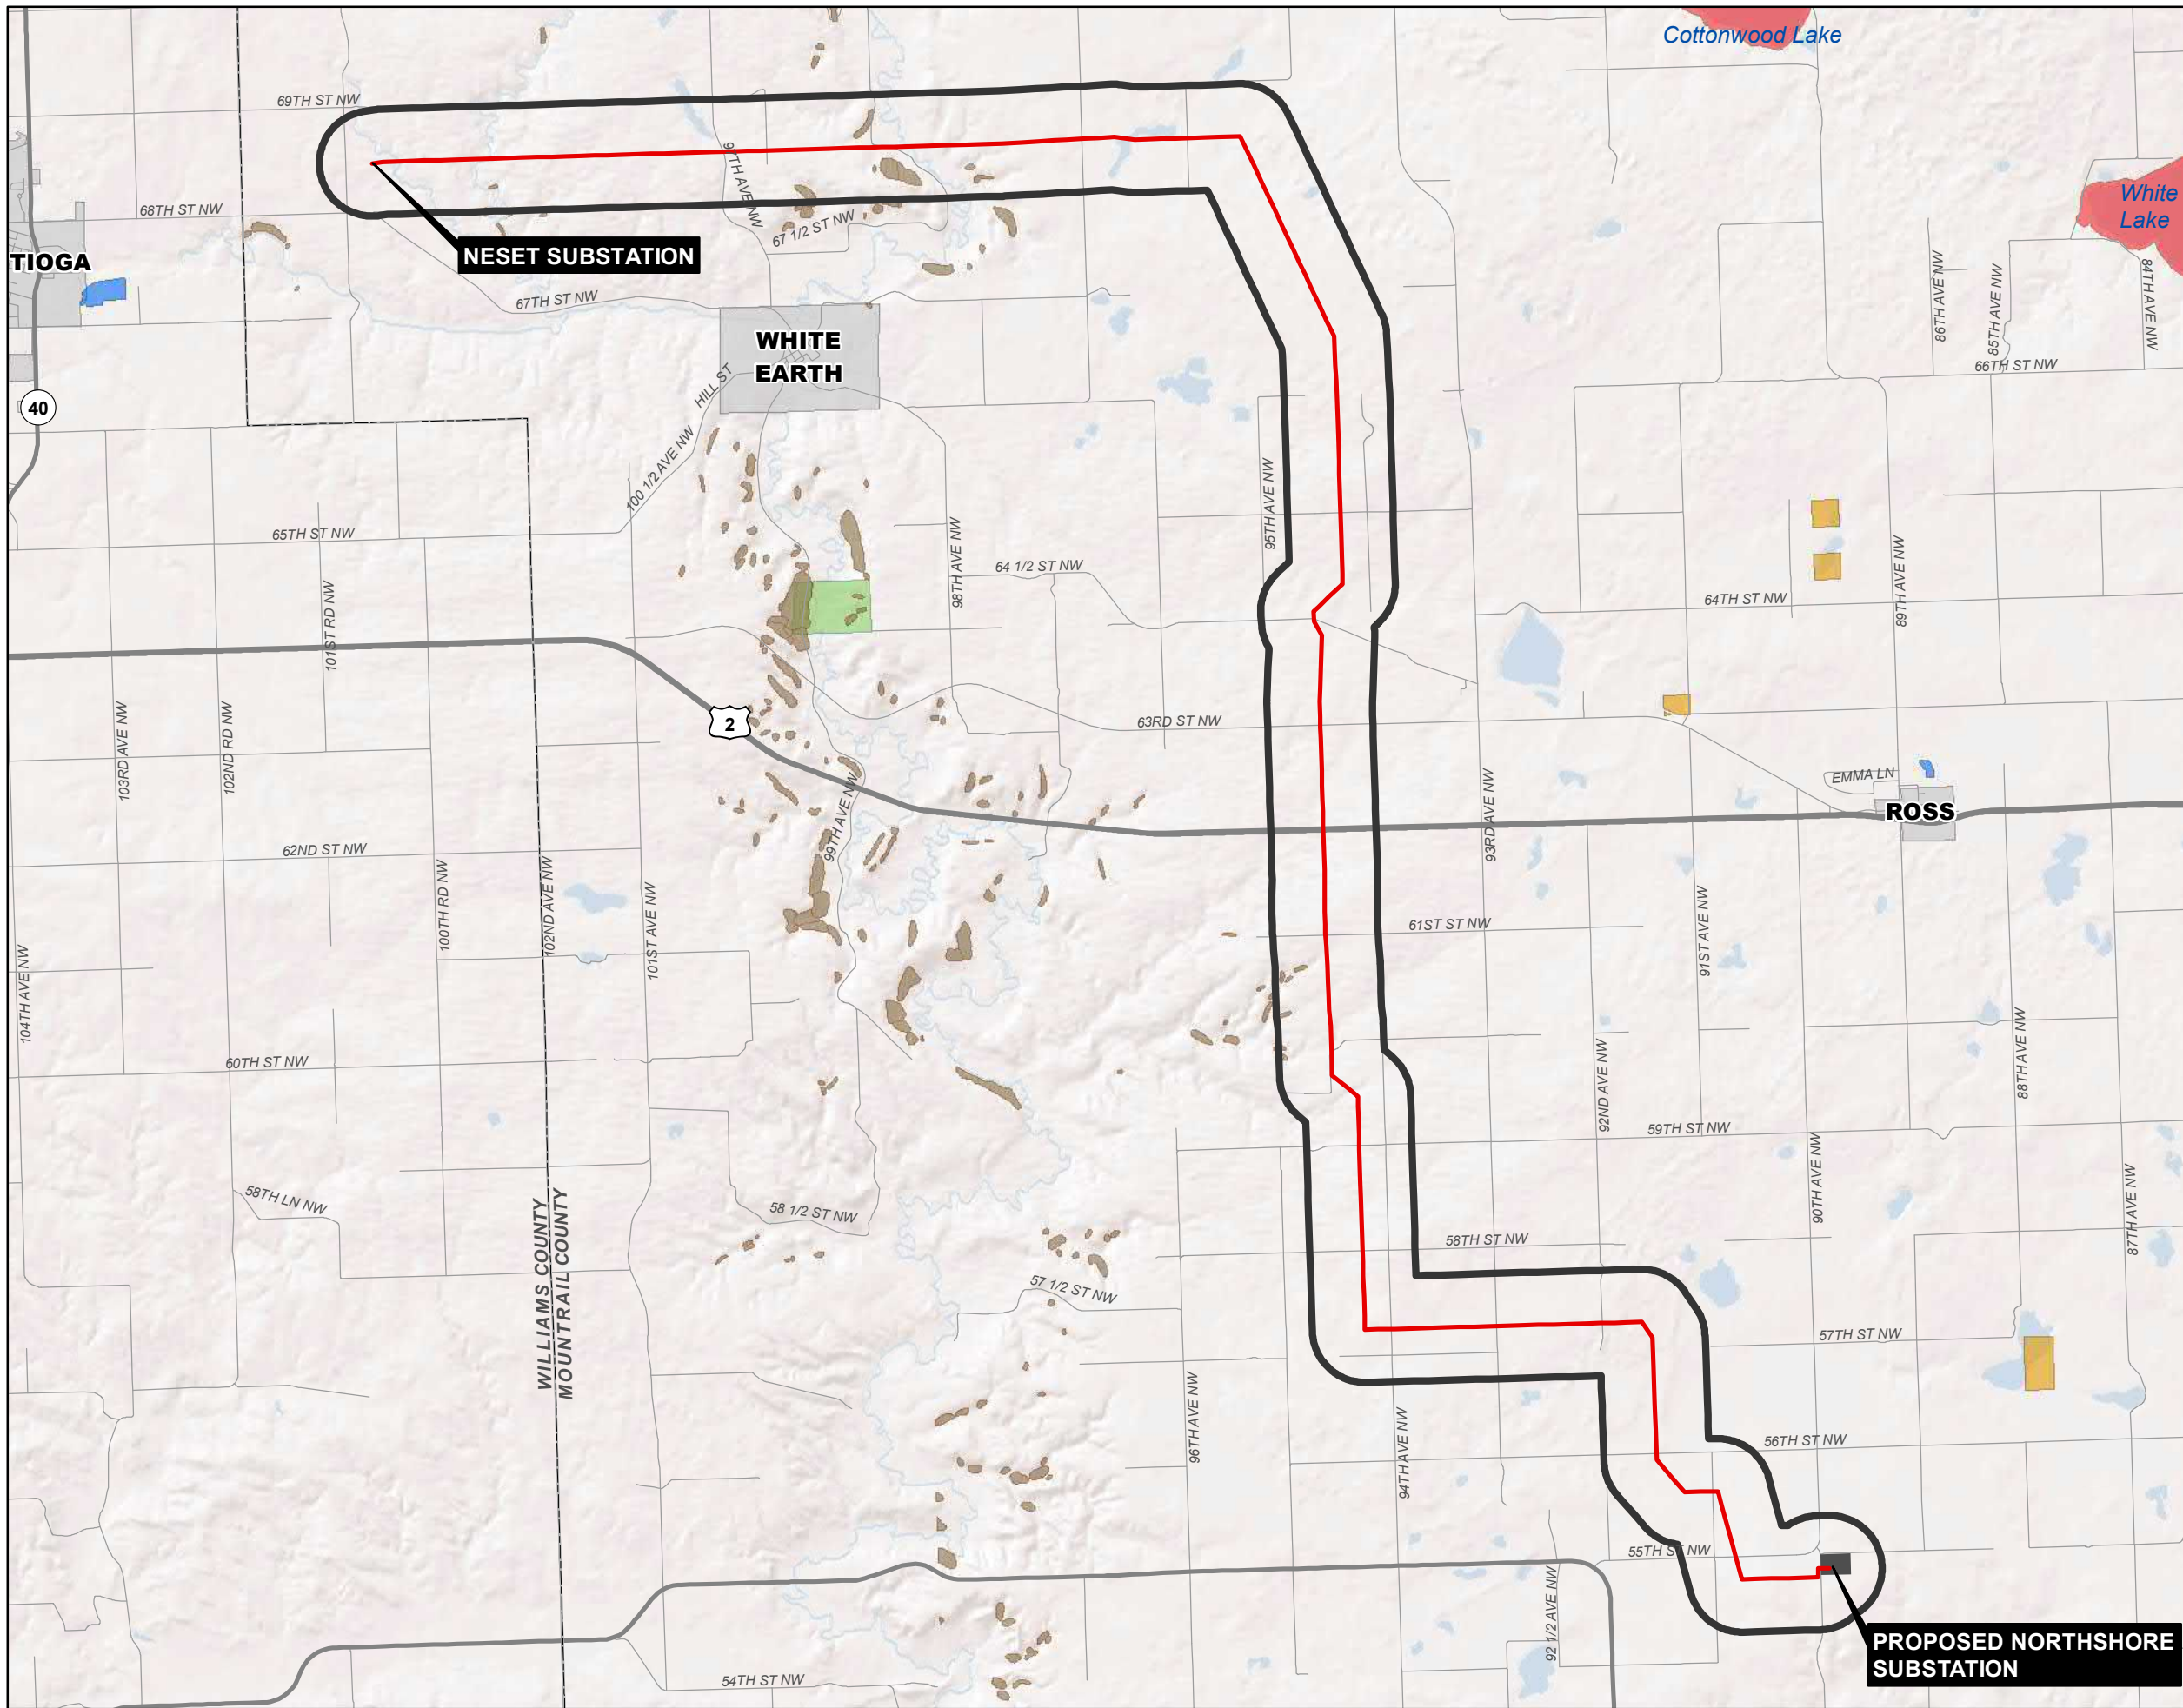 Cottonwood Lake
69TH ST NW
97TH AVE NW
White
Lake
68TH ST NW
67 1/2 ST NW
NESET SUBSTATION
TIOGA
86TH AVE NW
85TH AVE NW
84TH AVE NW
67TH ST NW
WHITE
EARTH
66TH ST NW
HILL ST
40
100 1/2 AVE NW
95TH AVE NW
65TH ST NW
98TH AVE NW
64 1/2 ST NW
89TH AVE NW
101ST RD NW
64TH ST NW
103RD AVE NW
102ND RD NW
2
63RD ST NW
93RD AVE NW
EMMA LN
ROSS
99TH AVE NW
62ND ST NW
100TH RD NW
102ND AVE NW
101ST AVE NW
61ST ST NW
91ST AVE NW
104TH AVE NW
60TH ST NW
92ND AVE NW
88TH AVE NW
59TH ST NW
90TH AVE NW
87TH AVE NW
58TH LN NW
58 1/2 ST NW
WILLIAMS COUNTY
MOUNTRAIL COUNTY
58TH ST NW
57 1/2 ST NW
57TH ST NW
96TH AVE NW
94TH AVE NW
56TH ST NW
55TH ST NW
92 1/2 AVE NW
PROPOSED NORTHSHORE
SUBSTATION
54TH ST NW